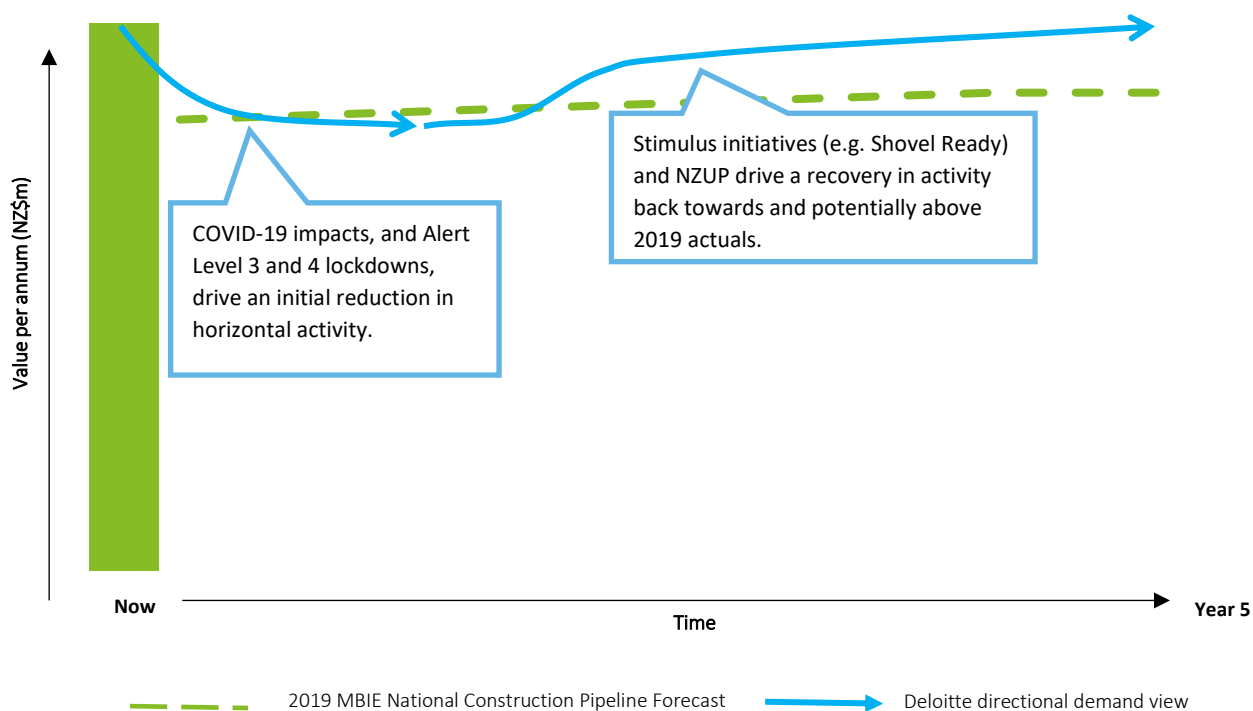 Value per annum (NZ$m)
COVID-19 impacts, and Alert
Level 3 and 4 lockdowns,
drive an initial reduction in
horizontal activity.
Stimulus initiatives (e.g. Shovel Ready)
and NZUP drive a recovery in activity
back towards and potentially above
2019 actuals.
Now
Time
Year 5
2019 MBIE National Construction Pipeline Forecast
Deloitte directional demand view